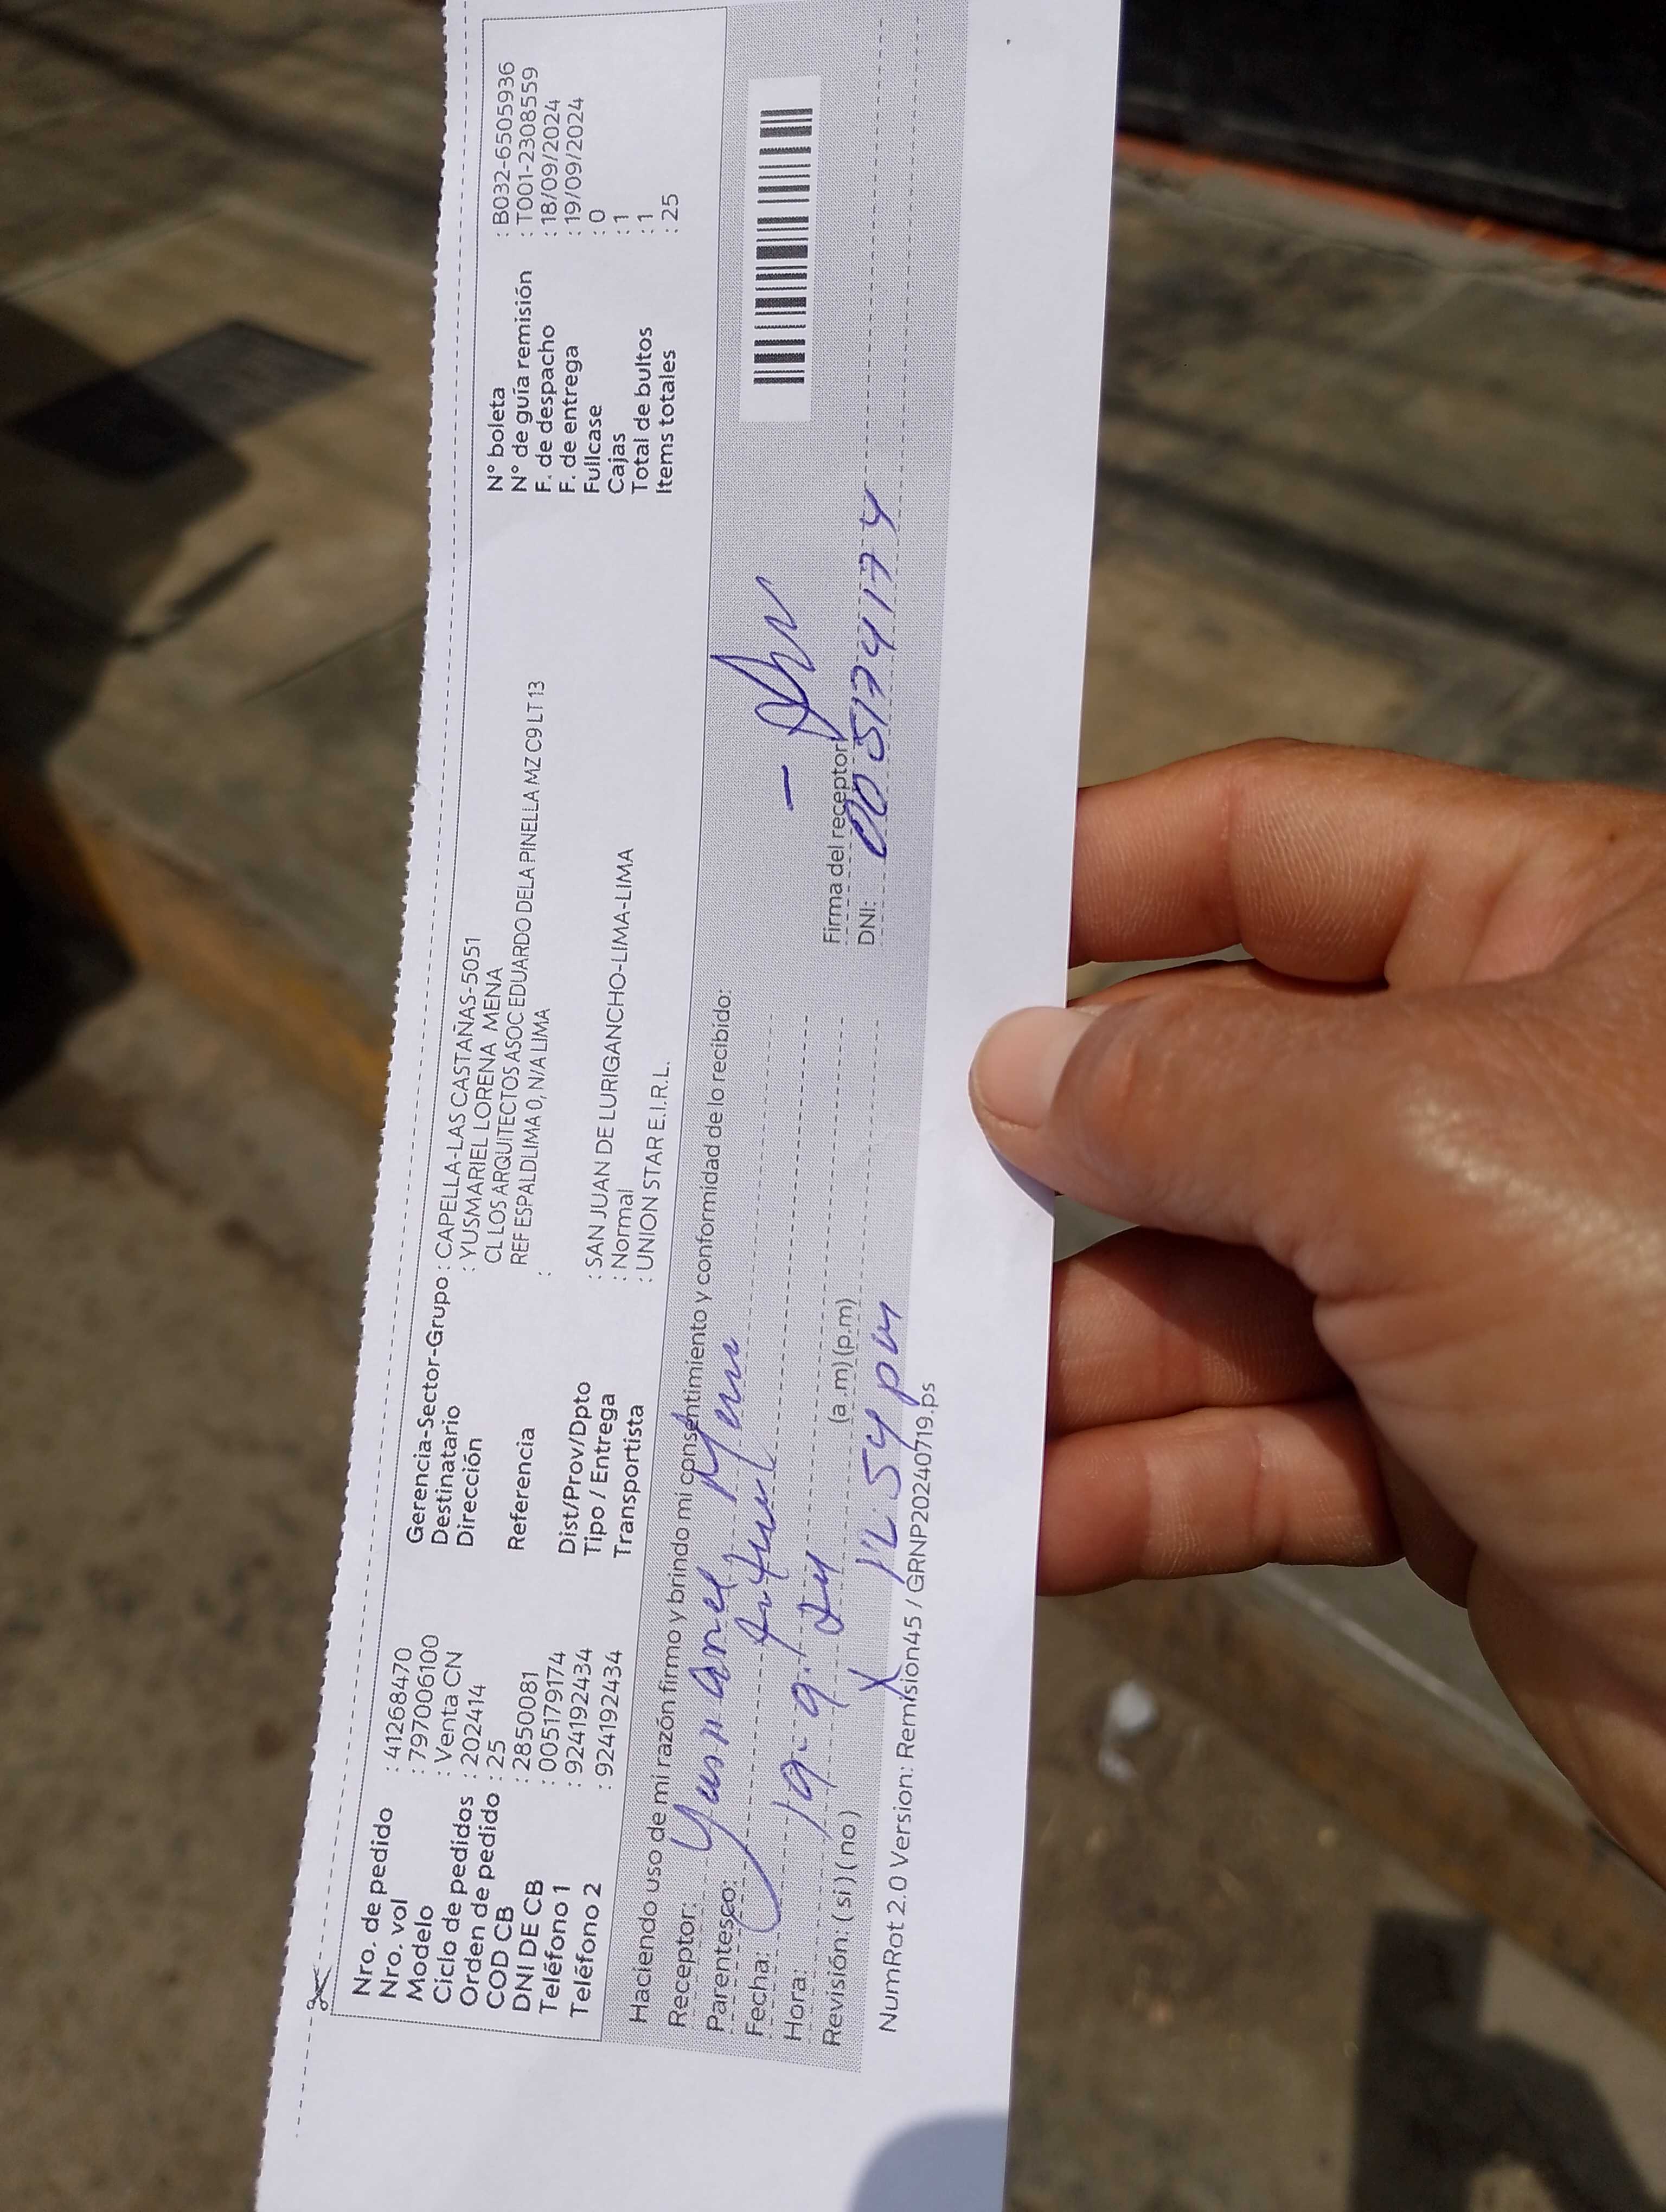 Nro. de pedido : 41268470
Nro. vol : 797006100
Modelo : Venta CN
Ciclo de pedidos : 202414
Orden de pedido : 25
COD CB : 2850081
DNI DE CB : 005179174
Teléfono 1 : 924192434
Teléfono 2 : 924192434
Gerencia-Sector-Grupo : CAPELLA-LAS CASTAÑAS-5051
Destinatario : YUSMARIEL LORENA MENA
Dirección CL LOS ARQUITECTOS ASOC EDUARDO DELA PINELLA MZ C9 LT 13
REF ESPALDLIMA 0, N/A LIMA
Referencia :
Dist/Prov/Dpto : SAN JUAN DE LURIGANCHO-LIMA-LIMA
Tipo / Entrega : Normal
Transportista : UNION STAR E.I.R.L.
N° boleta : B032-6505936
N° de guía remisión : T001-2308559
F. de despacho : 18/09/2024
F. de entrega : 19/09/2024
Fullcase : 0
Cajas : 1
Total de bultos : 1
Items totales : 25
Haciendo uso de mi razón firmo y brindo mi consentimiento y conformidad de lo recibido:
Receptor: Mena
Parentesco:
Fecha: 19-9-24
Hora: (a.m) (p.m)
Revisión: ( si ) ( no ) 12:54 pm
Firma del receptor
DNI: 005179174
NumRot 2.0 Version: Remision45 / GRNP20240719.ps